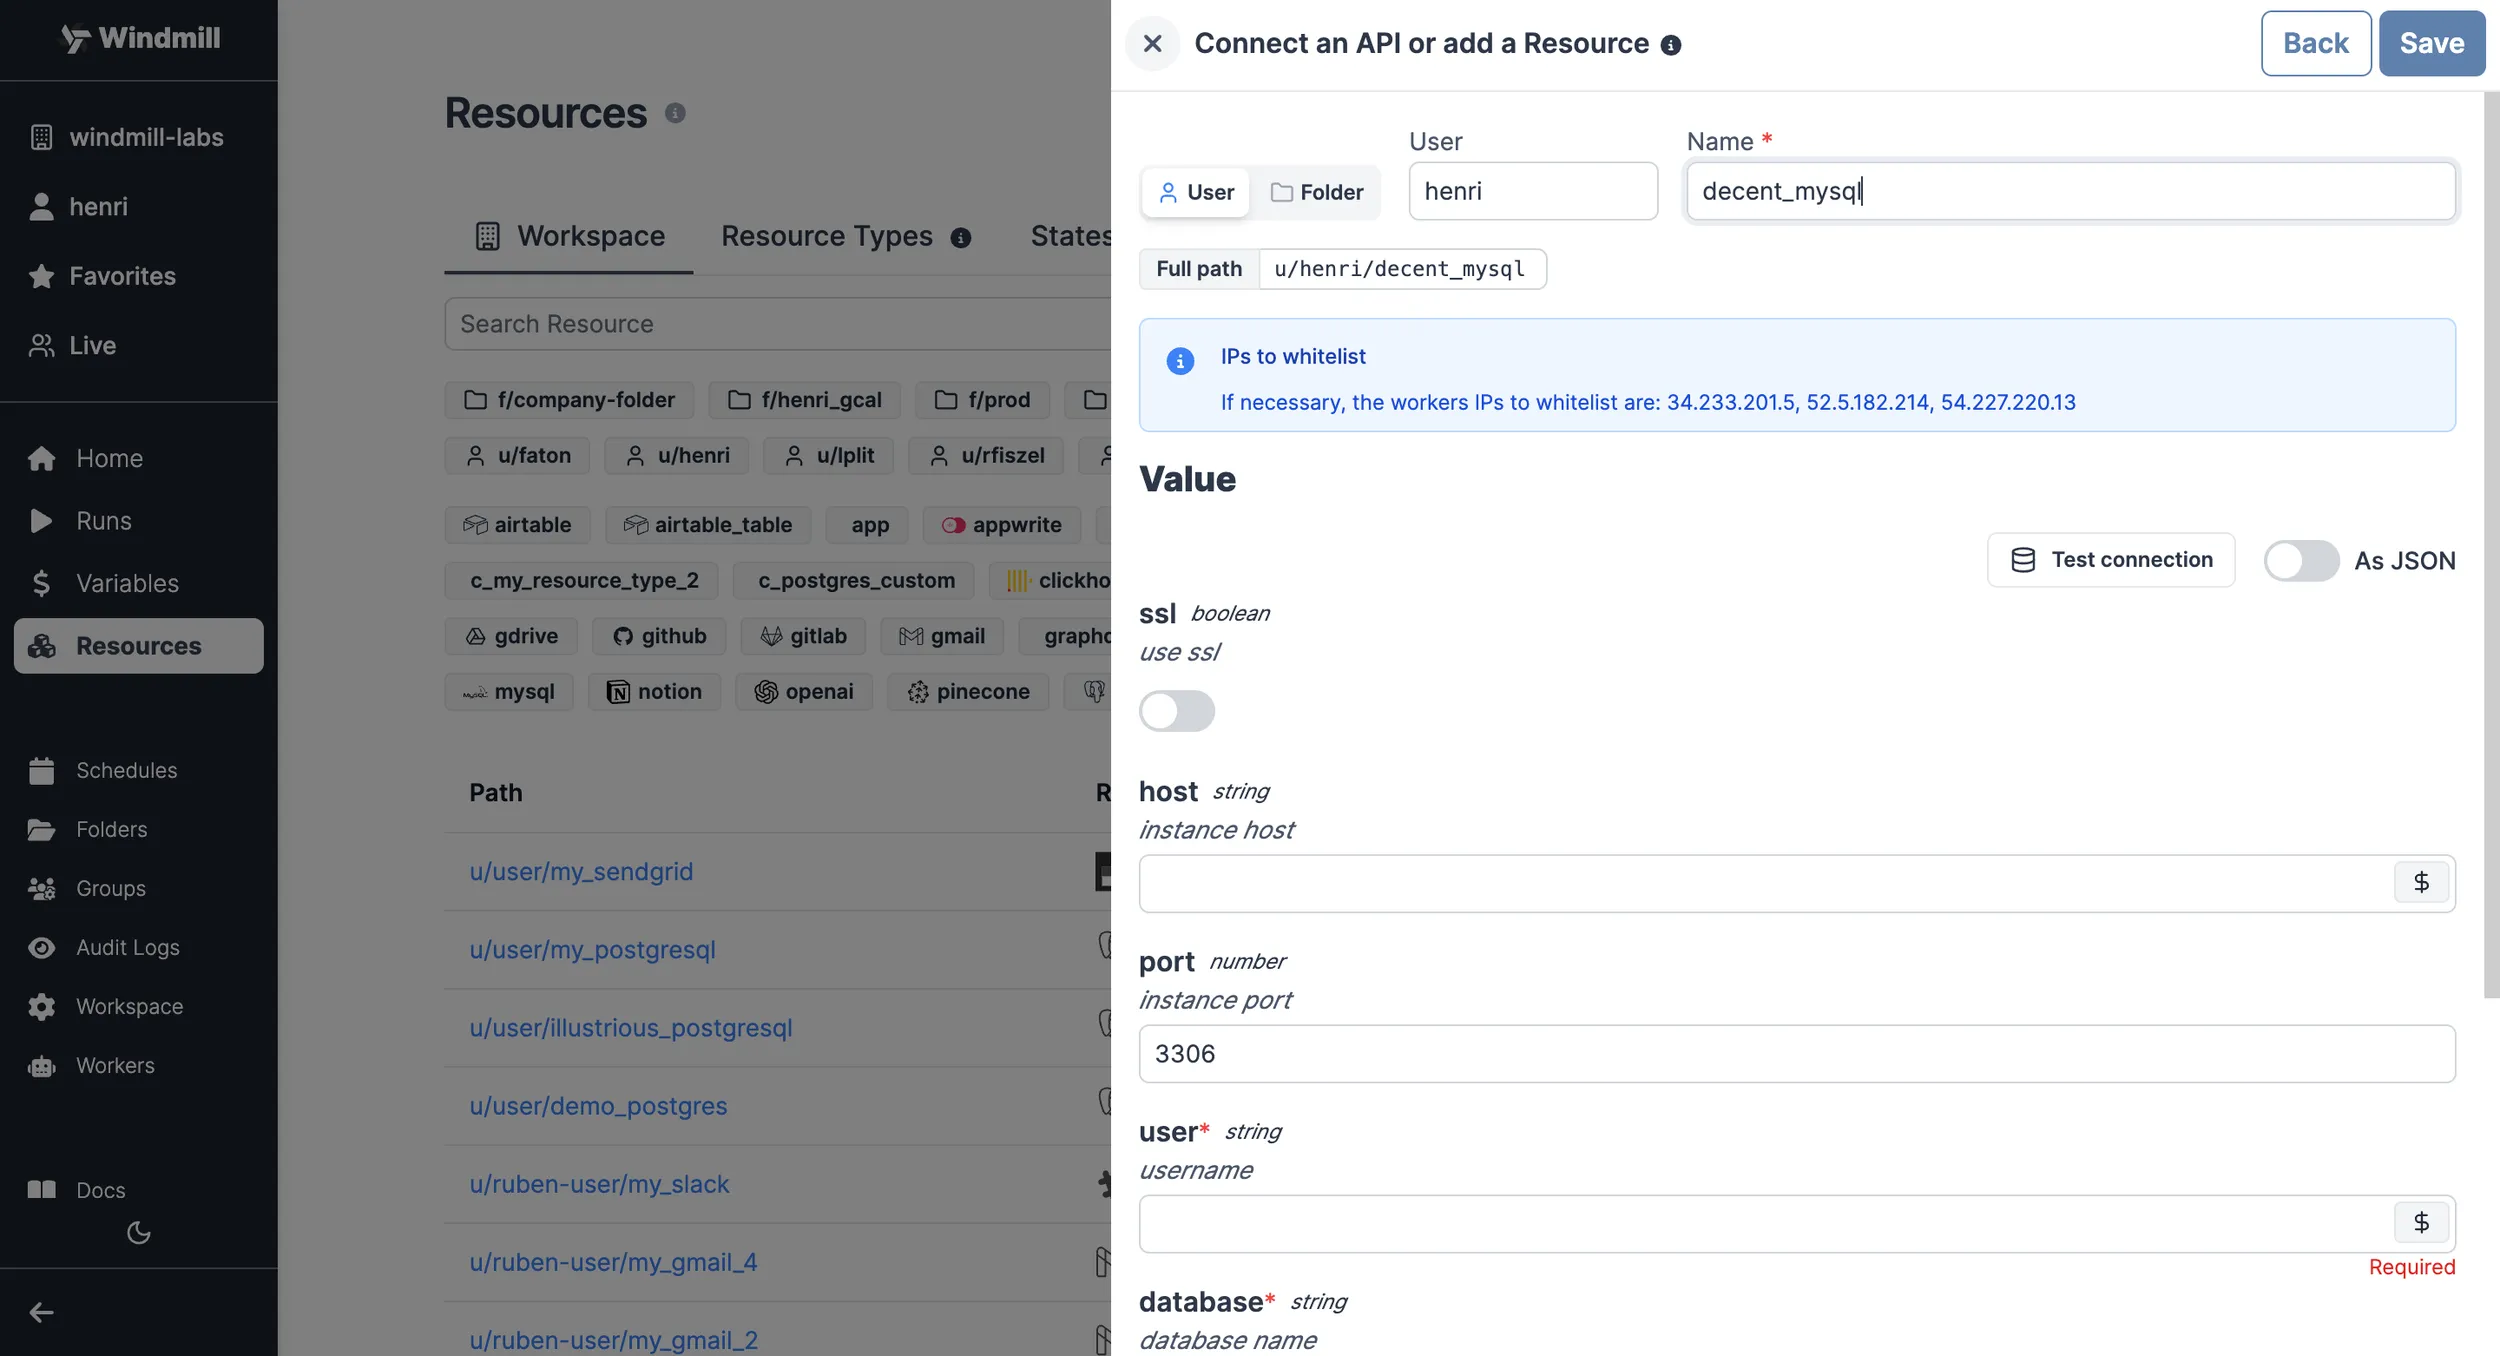 Windmill
windmill-labs
henri
Favorites
Live
Home
Runs
Variables
Resources
Schedules
Folders
Groups
Audit Logs
Workspace
Workers
Docs
Resources
Workspace
Resource Types
States
Search Resource
f/company-folder
f/henri_gcal
f/prod
u/faton
u/henri
u/lplit
u/rfiszel
airtable
airtable_table
app
appwrite
c_my_resource_type_2
c_postgres_custom
clickho
gdrive
github
gitlab
gmail
graphq
mysql
notion
openai
pinecone
Path
R
u/user/my_sendgrid
u/user/my_postgresql
u/user/illustrious_postgresql
u/user/demo_postgres
u/ruben-user/my_slack
u/ruben-user/my_gmail_4
u/ruben-user/my_gmail_2
Connect an API or add a Resource
Back
Save
User
Name *
User
Folder
henri
decent_mysql
Full path
u/henri/decent_mysql
IPs to whitelist
If necessary, the workers IPs to whitelist are: 34.233.201.5, 52.5.182.214, 54.227.220.13
Value
Test connection
As JSON
ssl boolean
use ssl
host string
instance host
$
port number
instance port
3306
user* string
username
$
Required
database* string
database name